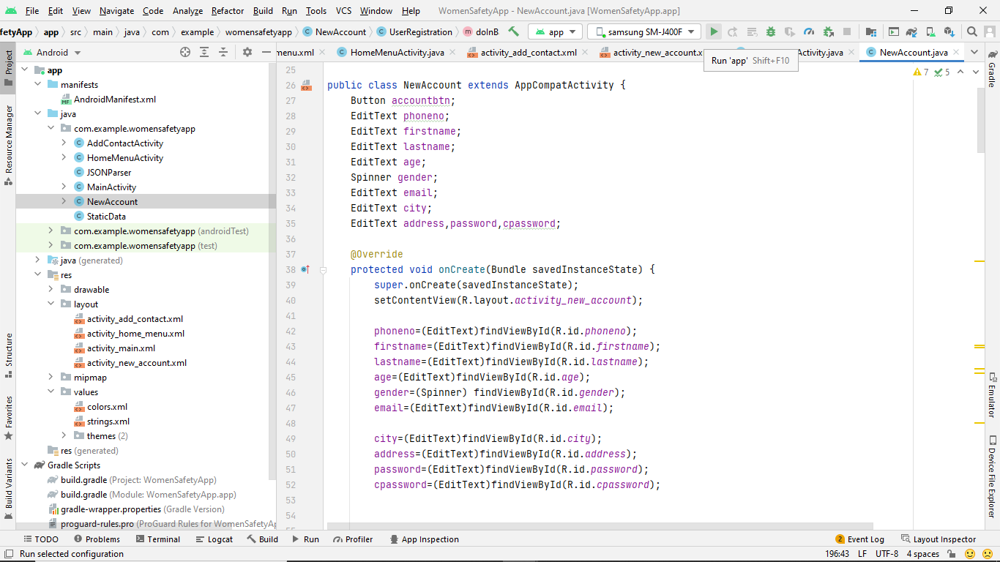 File Edit View Navigate Code Analyze Refactor Build Run Tools VCS Window Help WomenSafetyApp - NewAccount.java [WomenSafetyApp.app]
fetyApp app src main java com example womensafetyapp NewAccount UserRegistration doInB app samsung SM-J400F
Android menu.xml HomeMenuActivity.java activity_add_contact.xml activity_new_account.x Activity.java NewAccount.java
Run 'app' Shift+F10
7 5
Project
Resource Manager
Structure
Favorites
Build Variants
app
manifests
AndroidManifest.xml
java
com.example.womensafetyapp
AddContactActivity
HomeMenuActivity
JSONParser
MainActivity
NewAccount
StaticData
com.example.womensafetyapp (androidTest)
com.example.womensafetyapp (test)
java (generated)
res
drawable
layout
activity_add_contact.xml
activity_home_menu.xml
activity_main.xml
activity_new_account.xml
mipmap
values
colors.xml
strings.xml
themes (2)
res (generated)
Gradle Scripts
build.gradle (Project: WomenSafetyApp)
build.gradle (Module: WomenSafetyApp.app)
gradle-wrapper.properties (Gradle Version)
proguard-rules.pro (ProGuard Rules for WomenSafetyAp
25
26 public class NewAccount extends AppCompatActivity {
27 Button accountbtn;
28 EditText phoneno;
29 EditText firstname;
30 EditText lastname;
31 EditText age;
32 Spinner gender;
33 EditText email;
34 EditText city;
35 EditText address,password,cpassword;
36
37 @Override
38 protected void onCreate(Bundle savedInstanceState) {
39 super.onCreate(savedInstanceState);
40 setContentView(R.layout.activity_new_account);
41
42 phoneno=(EditText)findViewById(R.id.phoneno);
43 firstname=(EditText)findViewById(R.id.firstname);
44 lastname=(EditText)findViewById(R.id.lastname);
45 age=(EditText)findViewById(R.id.age);
46 gender=(Spinner) findViewById(R.id.gender);
47 email=(EditText)findViewById(R.id.email);
48
49 city=(EditText)findViewById(R.id.city);
50 address=(EditText)findViewById(R.id.address);
51 password=(EditText)findViewById(R.id.password);
52 cpassword=(EditText)findViewById(R.id.cpassword);
53
54
Gradle
Emulator
Device File Explorer
TODO Problems Terminal Logcat Build Run Profiler App Inspection 2 Event Log Layout Inspector
Run selected configuration 196:43 LF UTF-8 4 spaces